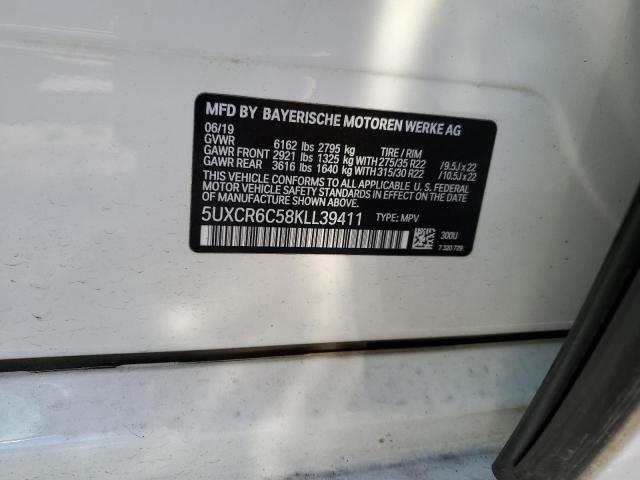 MFD BY BAYERISCHE MOTOREN WERKE AG
06/19
GVWR 6162 lbs 2795 kg TIRE / RIM
GAWR FRONT 2921 lbs 1325 kg WITH 275/35 R22 /9.5J x 22
GAWR REAR 3616 lbs 1640 kg WITH 315/30 R22 /10.5J x 22
THIS VEHICLE CONFORMS TO ALL APPLICABLE U. S. FEDERAL
MOTOR VEHICLE SAFETY STANDARDS IN EFFECT ON THE
DATE OF MANUFACTURE SHOWN ABOVE.
5UXCR6C58KLL39411 TYPE: MPV
300U
7 320 729